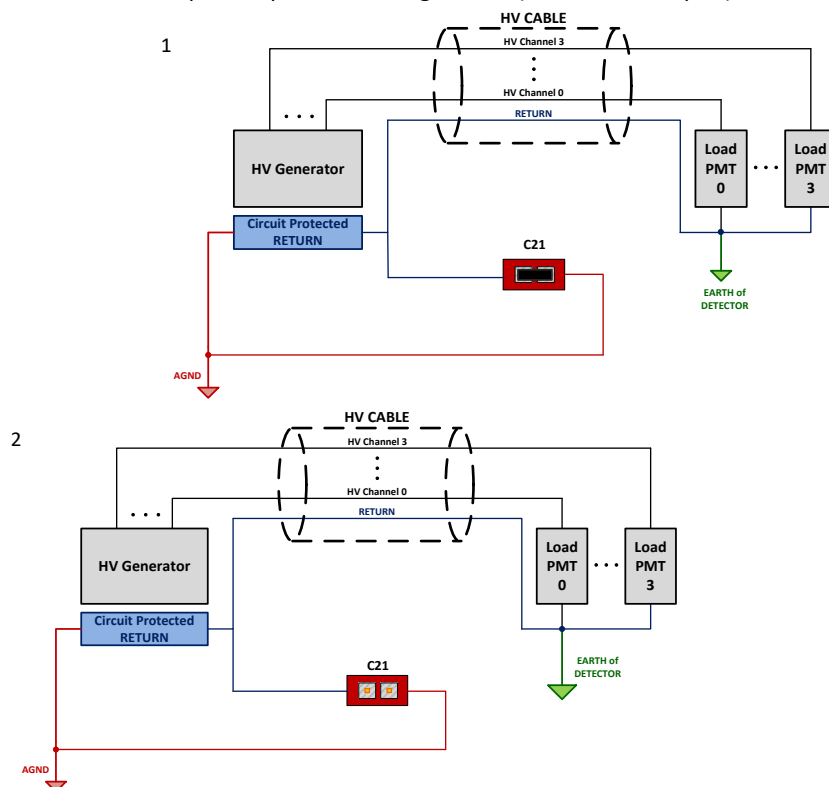 HV CABLE
1
HV Channel 3
HV Channel 0
RETURN
HV Generator
Load
PMT
0
Load
PMT
3
Circuit Protected
RETURN
C21
EARTH of
DETECTOR
AGND
HV CABLE
2
HV Channel 3
HV Channel 0
RETURN
HV Generator
Load
PMT
0
Load
PMT
3
Circuit Protected
RETURN
C21
EARTH of
DETECTOR
AGND